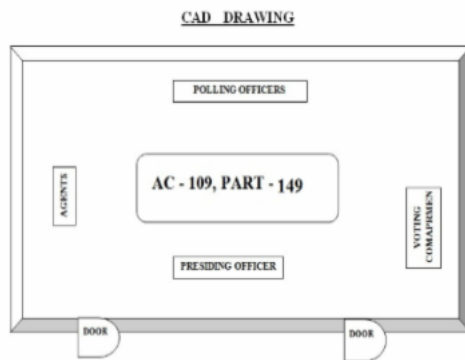 CAD DRAWING
POLLING OFFICERS
AGENTS
AC - 109, PART - 149
VOTING
COMAPRMEN
PRESIDING OFFICER
DOOR
DOOR